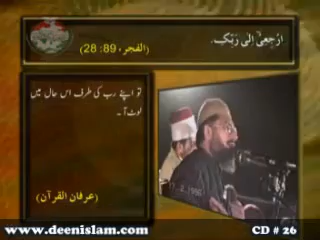 ارْجِعِیْۤ اِلٰی رَبِّكِ۔
(الفجر، 89 : 28)
تو اپنے رب کی طرف اس حال میں
لوٹ آ ۔
(عرفان القرآن)
1996
www.deenislam.com
CD # 26